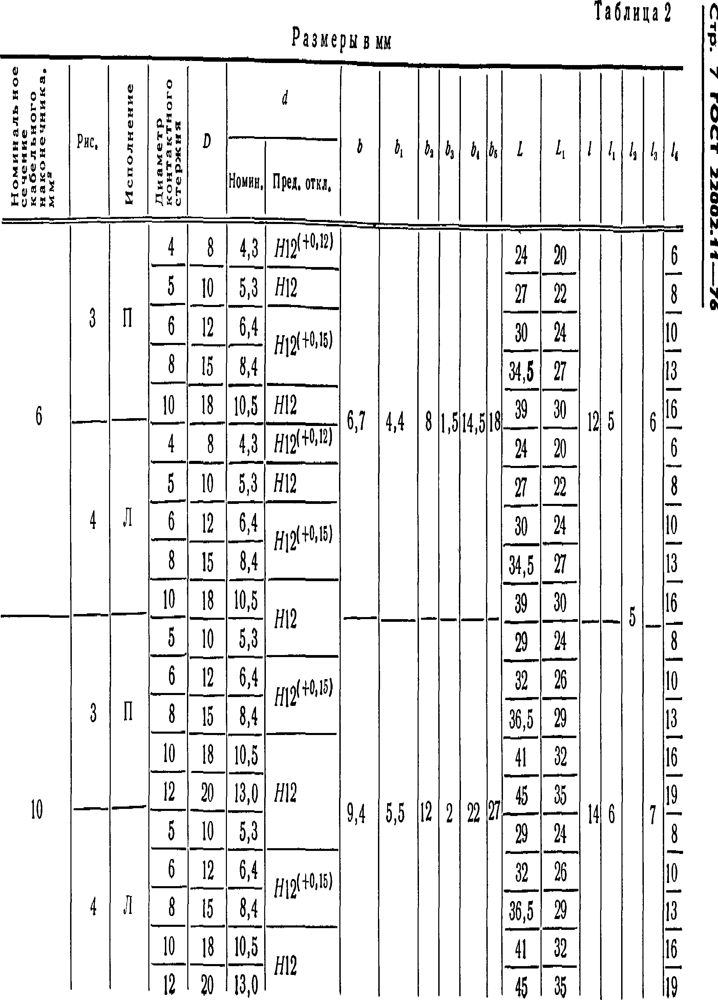 Таблица 2
Стр. 7 ГОСТ 22002.11—76
Размеры в мм
Номинальное сечение кабельного наконечника, мм² Рис. Исполнение Диаметр контактного стержня D d b b₁ b₂ b₃ b₄ b₅ L L₁ l l₁ l₂ l₃ l₄
Номин. Пред. откл.
4 8 4,3 H12(+0,12) 24 20 6
5 10 5,3 H12 27 22 8
3 П
6 12 6,4 30 24 10
H12(+0,15)
8 15 8,4 34,5 27 13
10 18 10,5 H12 39 30 16
6 6,7 4,4 8 1,5 14,5 18 12 5 6
4 8 4,3 H12(+0,12) 24 20 6
5 10 5,3 H12 27 22 8
4 Л
6 12 6,4 30 24 10
H12(+0,15)
8 15 8,4 34,5 27 13
10 18 10,5 39 30 16
H12 5
5 10 5,3 29 24 8
6 12 6,4 32 26 10
H12(+0,15)
3 П
8 15 8,4 36,5 29 13
10 18 10,5 41 32 16
12 20 13,0 H12 45 35 19
10 9,4 5,5 12 2 22 27 14 6 7
5 10 5,3 29 24 8
6 12 6,4 32 26 10
H12(+0,15)
4 Л
8 15 8,4 36,5 29 13
10 18 10,5 41 32 16
H12
12 20 13,0 45 35 19